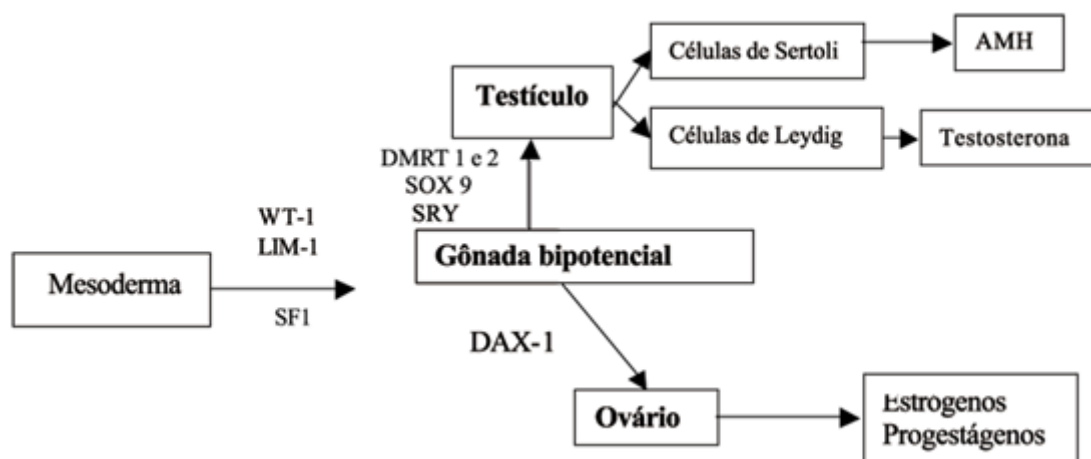 Células de Sertoli
AMH
Testículo
Células de Leydig
Testosterona
DMRT 1 e 2
SOX 9
SRY
WT-1
LIM-1
Gônada bipotencial
Mesoderma
SF1
DAX-1
Ovário
Estrogenos
Progestágenos